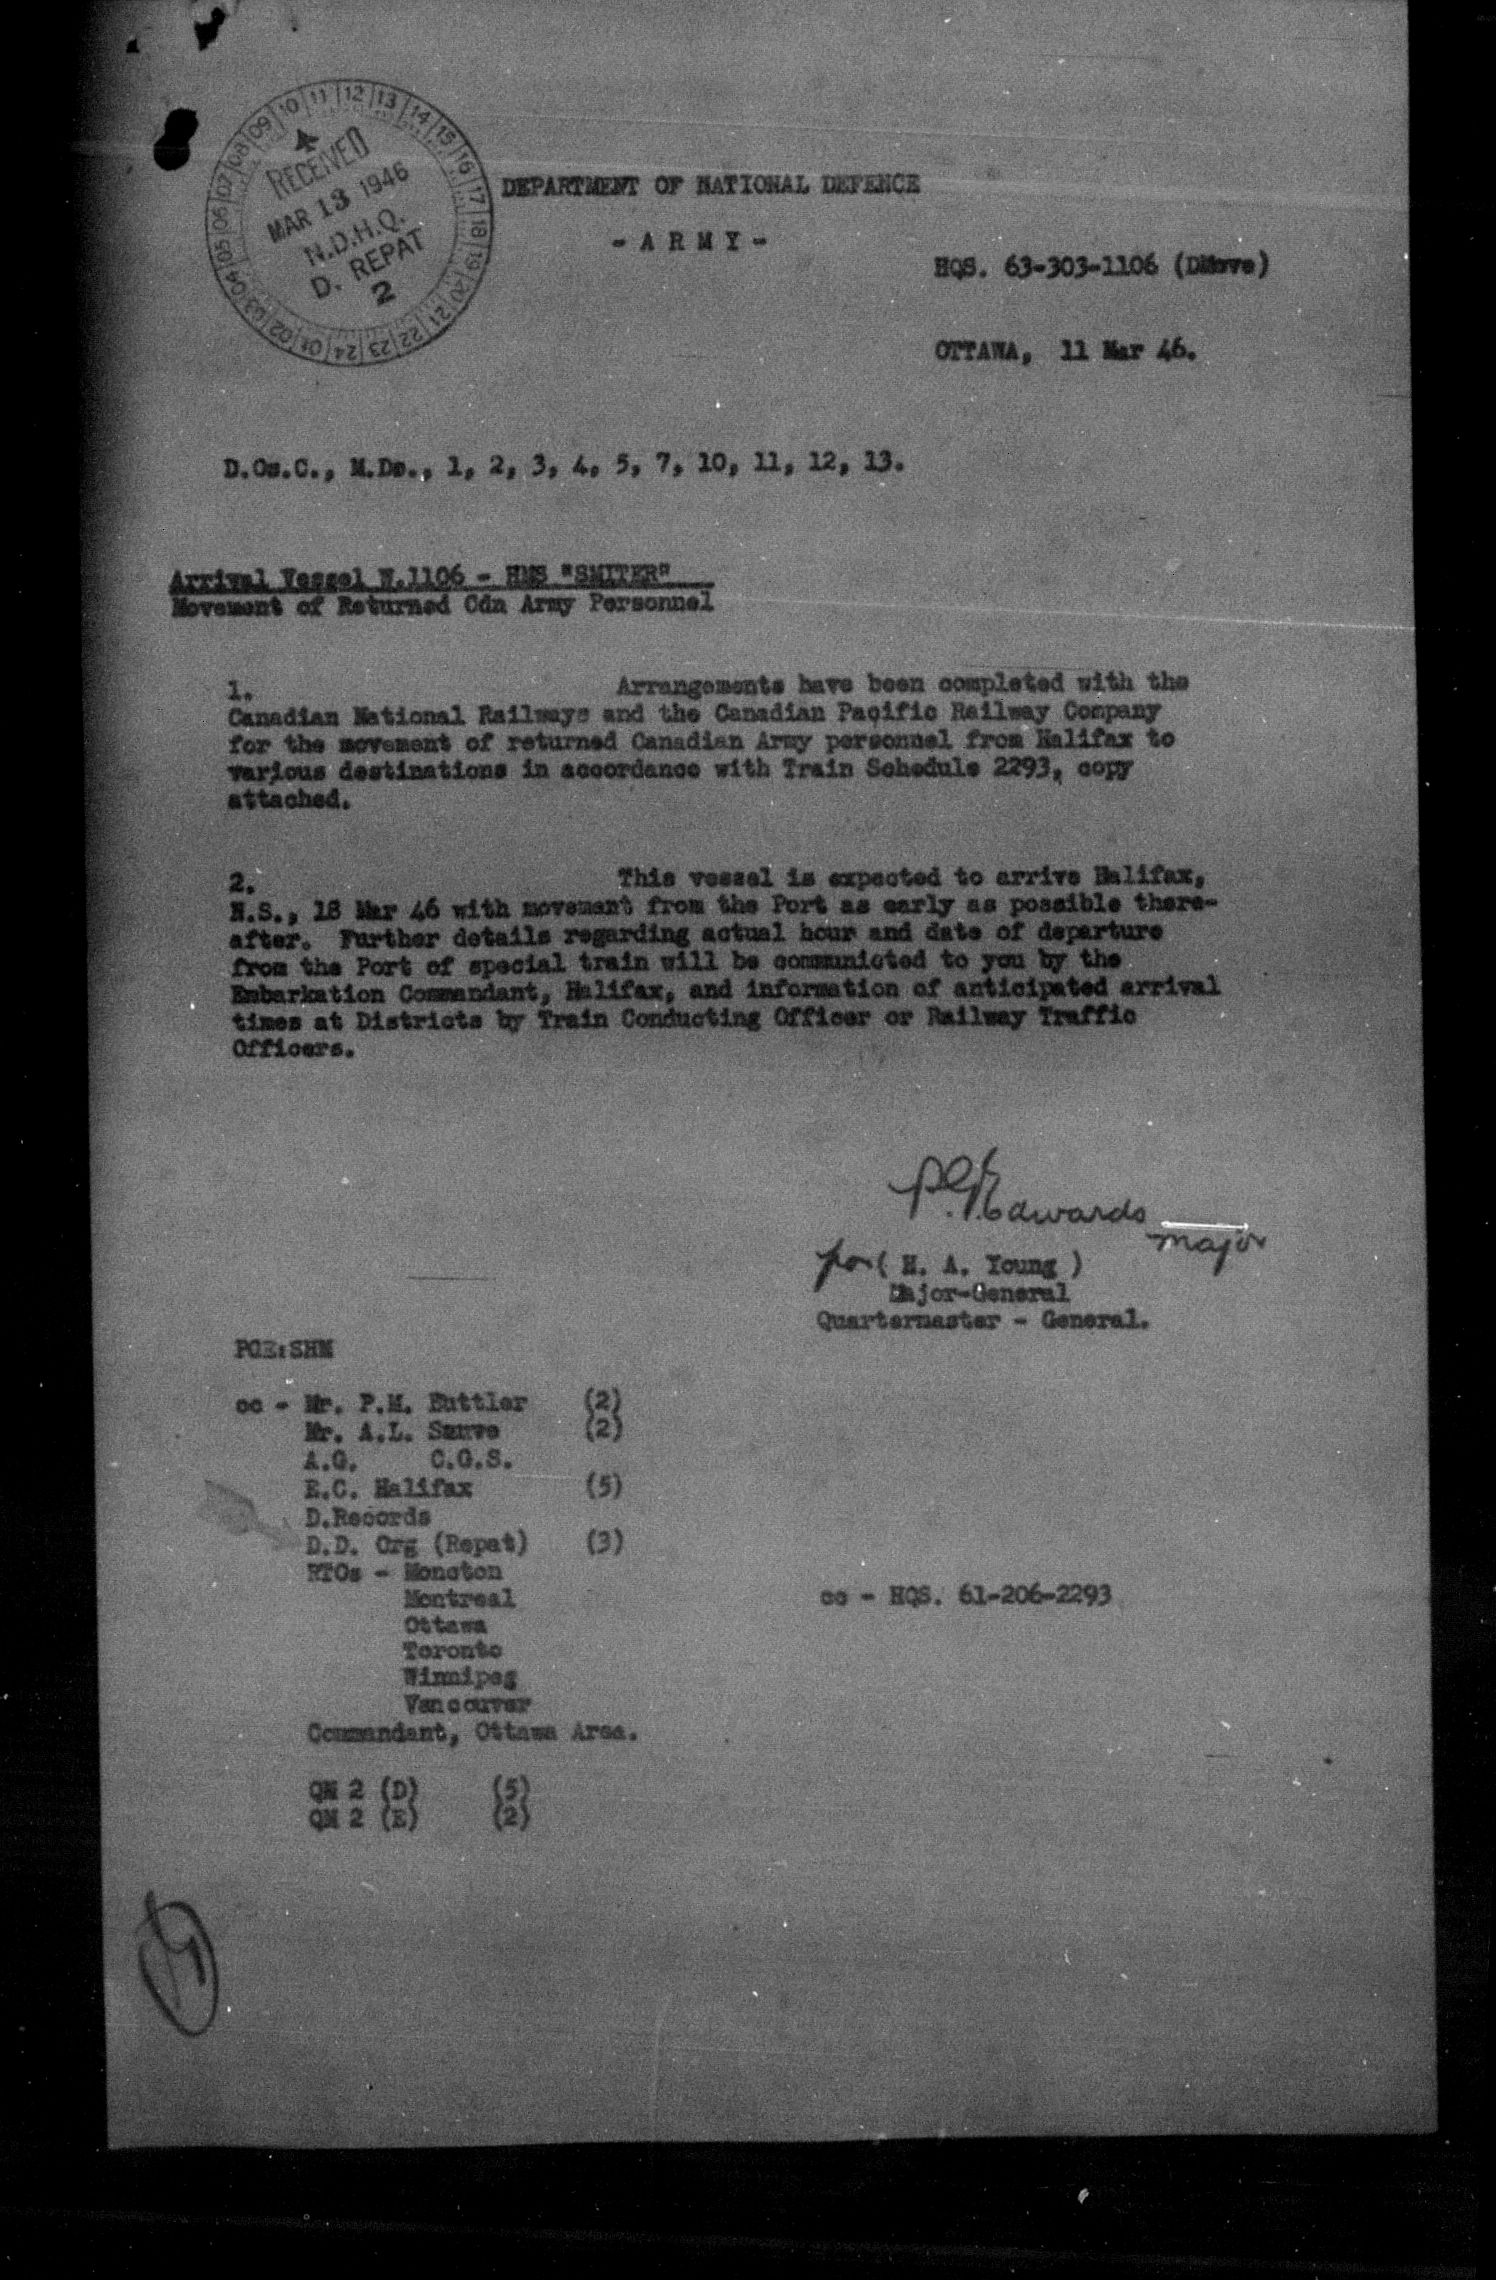 10 11 12 13 14 15 16 17 18 19 20 21 22 23 24 01 02 03 04 05 06 07 08 09
RECEIVED
MAR 13 1946
N.D.H.Q.
D. REPAT
2
DEPARTMENT OF NATIONAL DEFENCE
- A R M Y -
HQS. 63-303-1106 (DMove)
OTTAWA, 11 Mar 46.
D.Os.C., M.Ds., 1, 2, 3, 4, 5, 7, 10, 11, 12, 13.
Arrival Vessel W.1106 - HMS "SMITER"
Movement of Returned Cdn Army Personnel
1. Arrangements have been completed with the
Canadian National Railways and the Canadian Pacific Railway Company
for the movement of returned Canadian Army personnel from Halifax to
various destinations in accordance with Train Schedule 2293, copy
attached.
2. This vessel is expected to arrive Halifax,
N.S., 18 Mar 46 with movement from the Port as early as possible there-
after. Further details regarding actual hour and date of departure
from the Port of special train will be communicted to you by the
Embarkation Commandant, Halifax, and information of anticipated arrival
times at Districts by Train Conducting Officer or Railway Traffic
Officers.
P.G. Edwards
Major
for ( H. A. Young )
Major-General
Quartermaster - General.
PGE:SHM
cc - Mr. P.M. Buttler (2)
Mr. A.L. Sauve (2)
A.G. C.G.S.
E.C. Halifax (5)
D.Records
D.D. Org (Repat) (3)
RTOs - Moncton
Montreal
cc - HQS. 61-206-2293
Ottawa
Toronto
Winnipeg
Vancouver
Commandant, Ottawa Area.
QM 2 (D) (5)
QM 2 (E) (2)